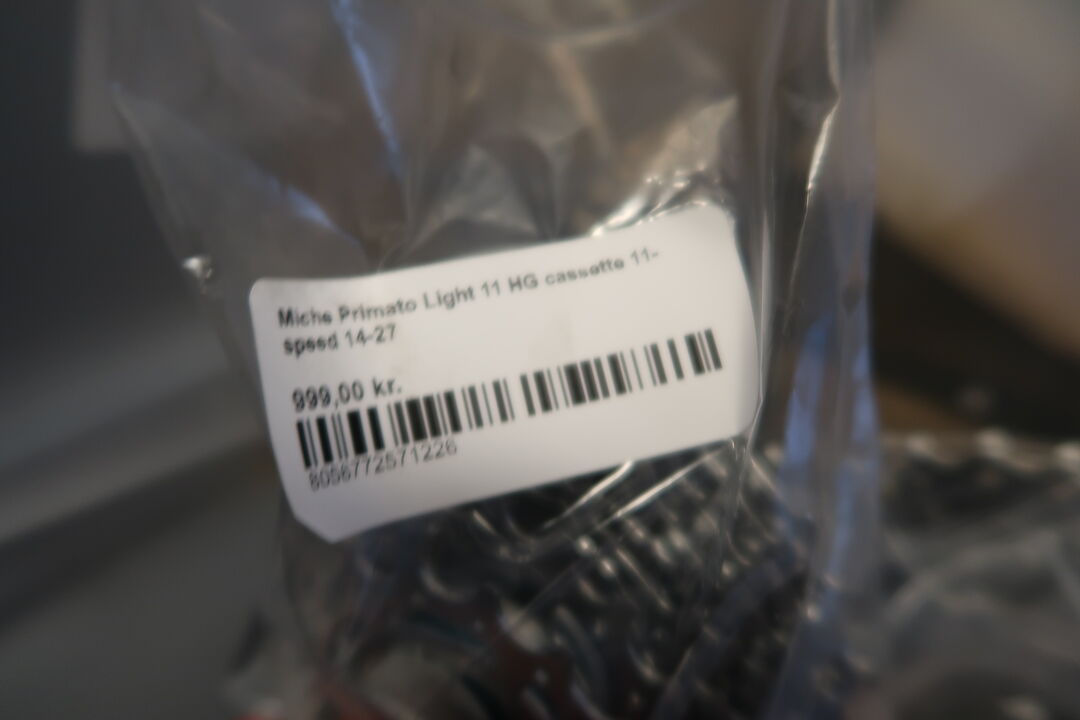 Miche Primato Light 11 HG cassette 11-
speed 14-27
999,00 kr.
8056772571226